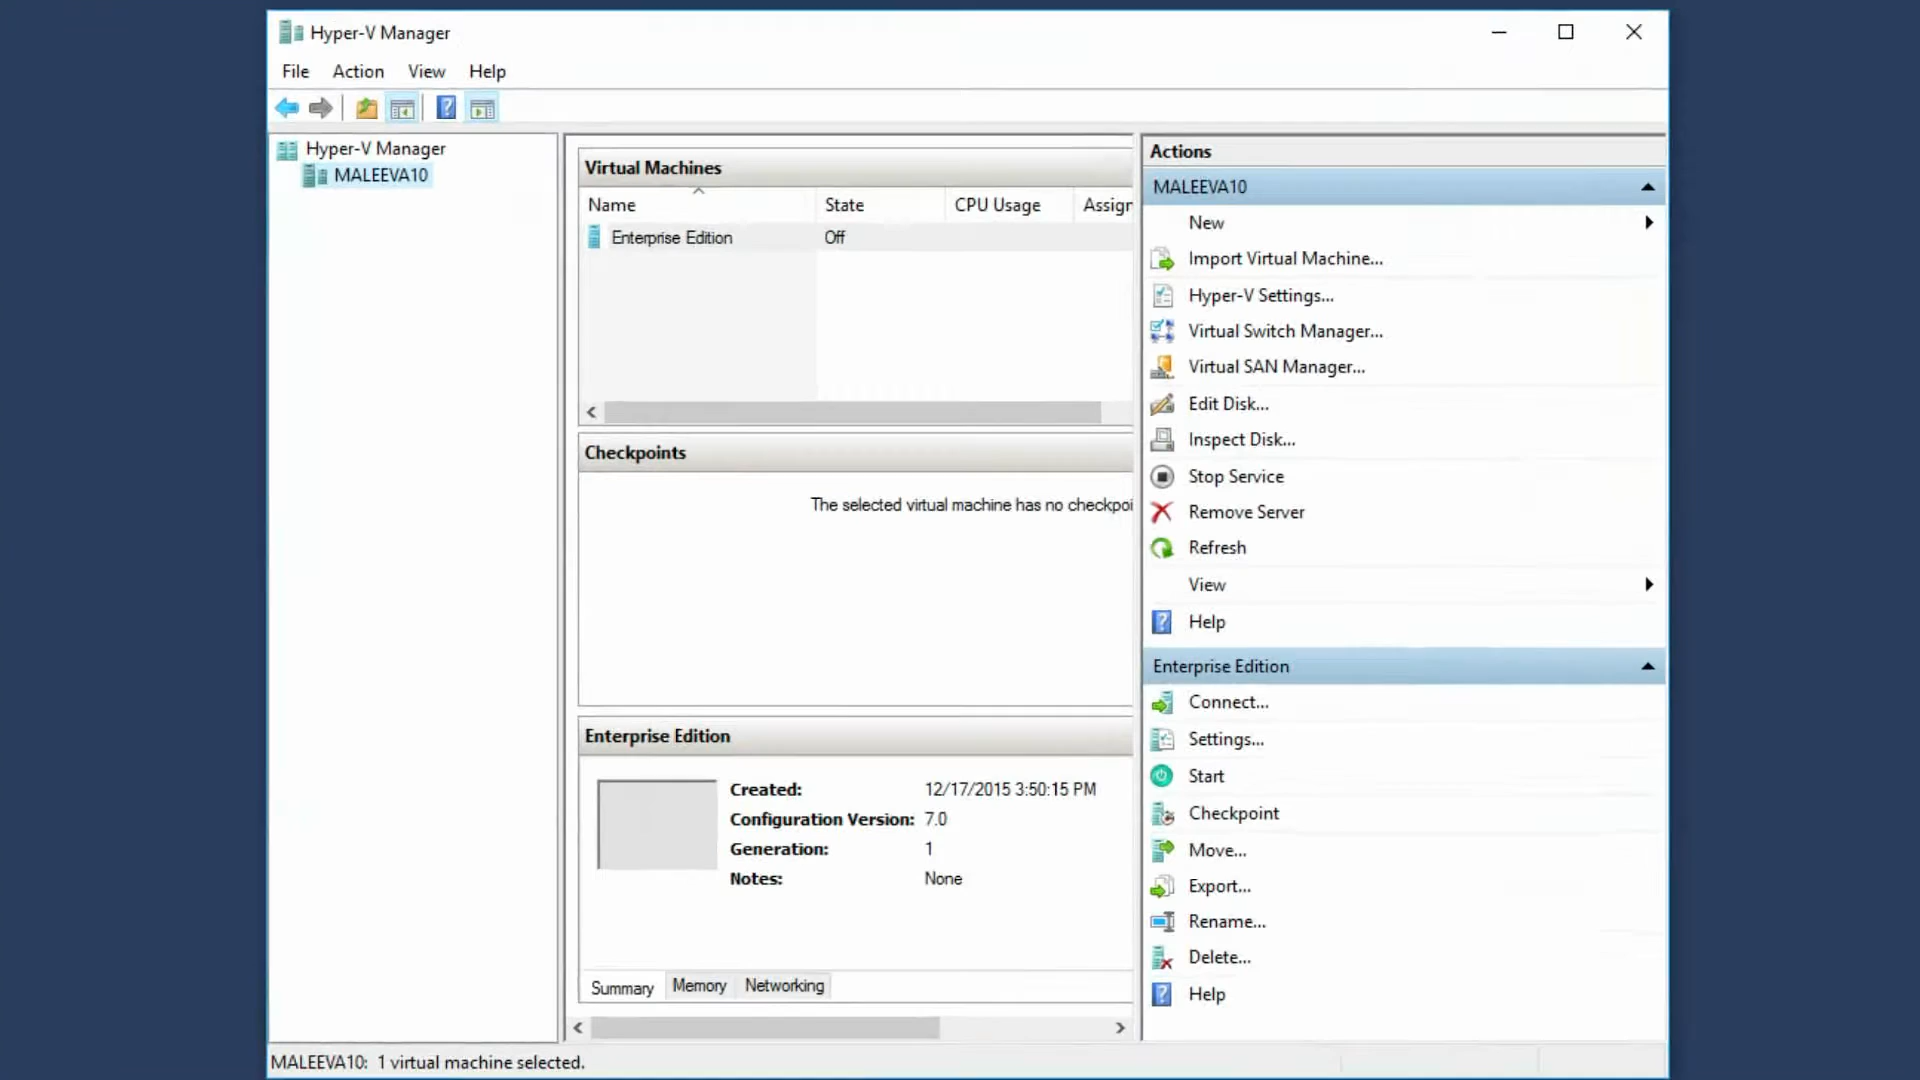 Hyper-V Manager
File Action View Help
Hyper-V Manager
MALEEVA10
Virtual Machines
Name State CPU Usage Assign
Enterprise Edition Off
Checkpoints
The selected virtual machine has no checkpoi
Enterprise Edition
Created: 12/17/2015 3:50:15 PM
Configuration Version: 7.0
Generation: 1
Notes: None
Summary Memory Networking
Actions
MALEEVA10
New
Import Virtual Machine...
Hyper-V Settings...
Virtual Switch Manager...
Virtual SAN Manager...
Edit Disk...
Inspect Disk...
Stop Service
Remove Server
Refresh
View
Help
Enterprise Edition
Connect...
Settings...
Start
Checkpoint
Move...
Export...
Rename...
Delete...
Help
MALEEVA10: 1 virtual machine selected.